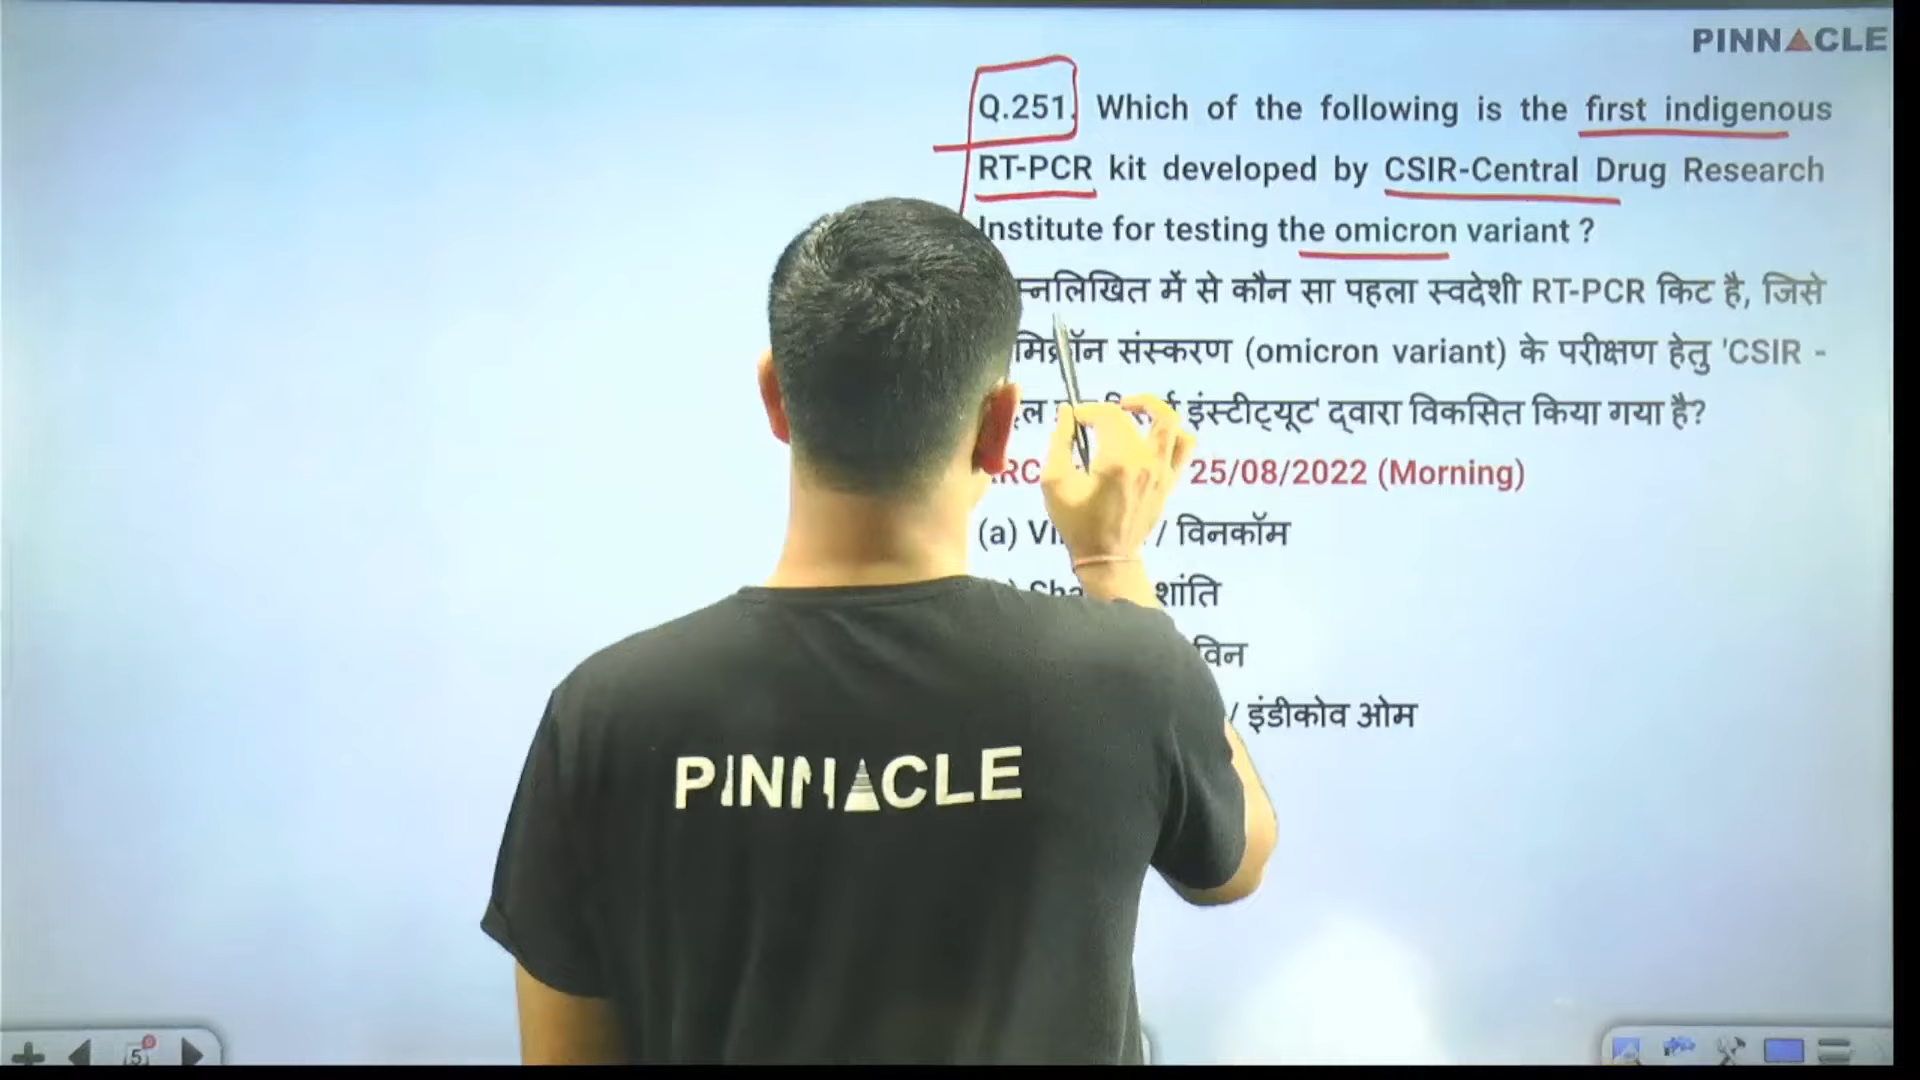 PINNACLE
Q.251. Which of the following is the first indigenous
RT-PCR kit developed by CSIR-Central Drug Research
Institute for testing the omicron variant ?
में से कौन सा पहला स्वदेशी RT-PCR किट है, जिसे
संस्करण (omicron variant) के परीक्षण हेतु 'CSIR -
इंस्टीट्यूट' द्वारा विकसित किया गया है?
25/08/2022 (Morning)
(a) / विनकॉम
शांति
/ इंडीकोव ओम
PINNACLE
5